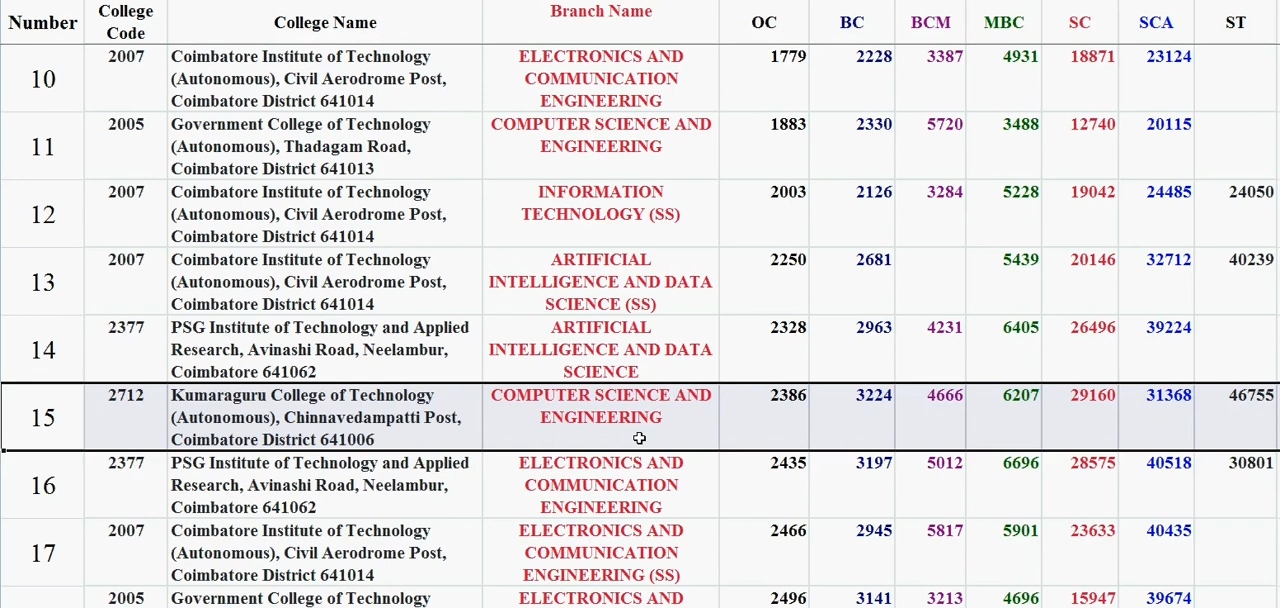 Number College Code College Name Branch Name OC BC BCM MBC SC SCA ST
10 2007 Coimbatore Institute of Technology ELECTRONICS AND 1779 2228 3387 4931 18871 23124
(Autonomous), Civil Aerodrome Post, COMMUNICATION
Coimbatore District 641014 ENGINEERING
11 2005 Government College of Technology COMPUTER SCIENCE AND 1883 2330 5720 3488 12740 20115
(Autonomous), Thadagam Road, ENGINEERING
Coimbatore District 641013
12 2007 Coimbatore Institute of Technology INFORMATION 2003 2126 3284 5228 19042 24485 24050
(Autonomous), Civil Aerodrome Post, TECHNOLOGY (SS)
Coimbatore District 641014
13 2007 Coimbatore Institute of Technology ARTIFICIAL 2250 2681 5439 20146 32712 40239
(Autonomous), Civil Aerodrome Post, INTELLIGENCE AND DATA
Coimbatore District 641014 SCIENCE (SS)
14 2377 PSG Institute of Technology and Applied ARTIFICIAL 2328 2963 4231 6405 26496 39224
Research, Avinashi Road, Neelambur, INTELLIGENCE AND DATA
Coimbatore 641062 SCIENCE
15 2712 Kumaraguru College of Technology COMPUTER SCIENCE AND 2386 3224 4666 6207 29160 31368 46755
(Autonomous), Chinnavedampatti Post, ENGINEERING
Coimbatore District 641006
16 2377 PSG Institute of Technology and Applied ELECTRONICS AND 2435 3197 5012 6696 28575 40518 30801
Research, Avinashi Road, Neelambur, COMMUNICATION
Coimbatore 641062 ENGINEERING
17 2007 Coimbatore Institute of Technology ELECTRONICS AND 2466 2945 5817 5901 23633 40435
(Autonomous), Civil Aerodrome Post, COMMUNICATION
Coimbatore District 641014 ENGINEERING (SS)
2005 Government College of Technology ELECTRONICS AND 2496 3141 3213 4696 15947 39674